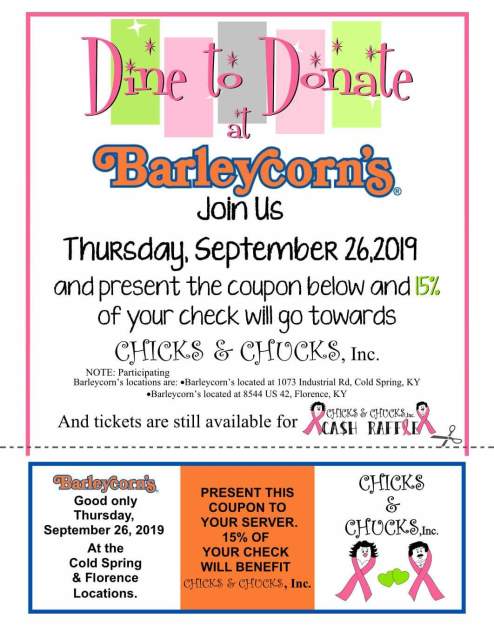 Dine to Donate
at
Barleycorn's®
Join Us
Thursday, September 26,2019
and present the coupon below and 15%
of your check will go towards
CHICKS & CHUCKS, Inc.
NOTE: Participating
Barleycorn's locations are: •Barleycorn's located at 1073 Industrial Rd, Cold Spring, KY
•Barleycorn's located at 8544 US 42, Florence, KY
And tickets are still available for
CHICKS & CHUCKS,Inc.
CASH RAFFLE
Barleycorn's
Good only
Thursday,
September 26, 2019
At the
Cold Spring
& Florence
Locations.
PRESENT THIS
COUPON TO
YOUR SERVER.
15% OF
YOUR CHECK
WILL BENEFIT
CHICKS & CHUCKS, Inc.
CHICKS
&
CHUCKS,Inc.